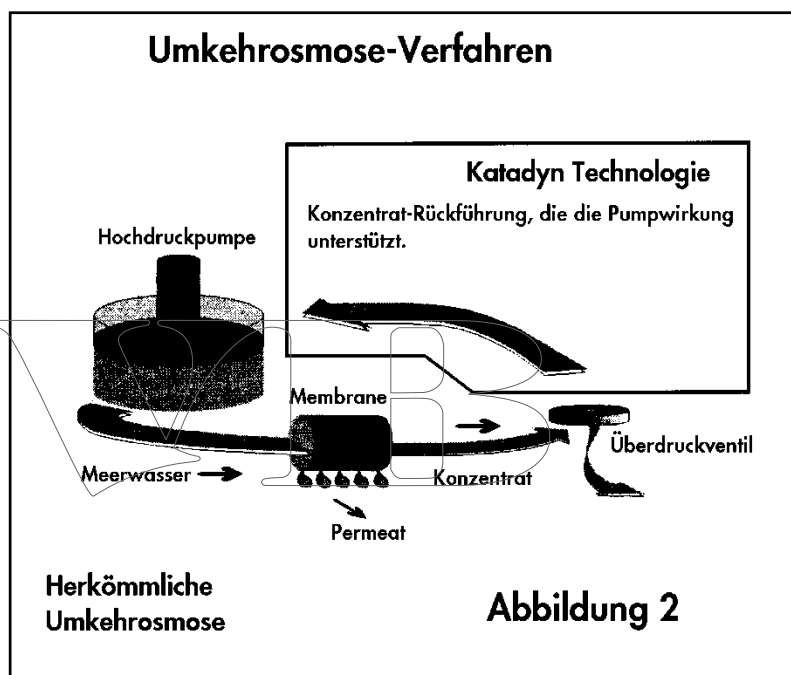 Umkehrosmose-Verfahren
Katadyn Technologie
Konzentrat-Rückführung, die die Pumpwirkung
unterstützt.
Hochdruckpumpe
Membrane
Überdruckventil
Meerwasser
Konzentrat
Permeat
Herkömmliche
Umkehrosmose
Abbildung 2